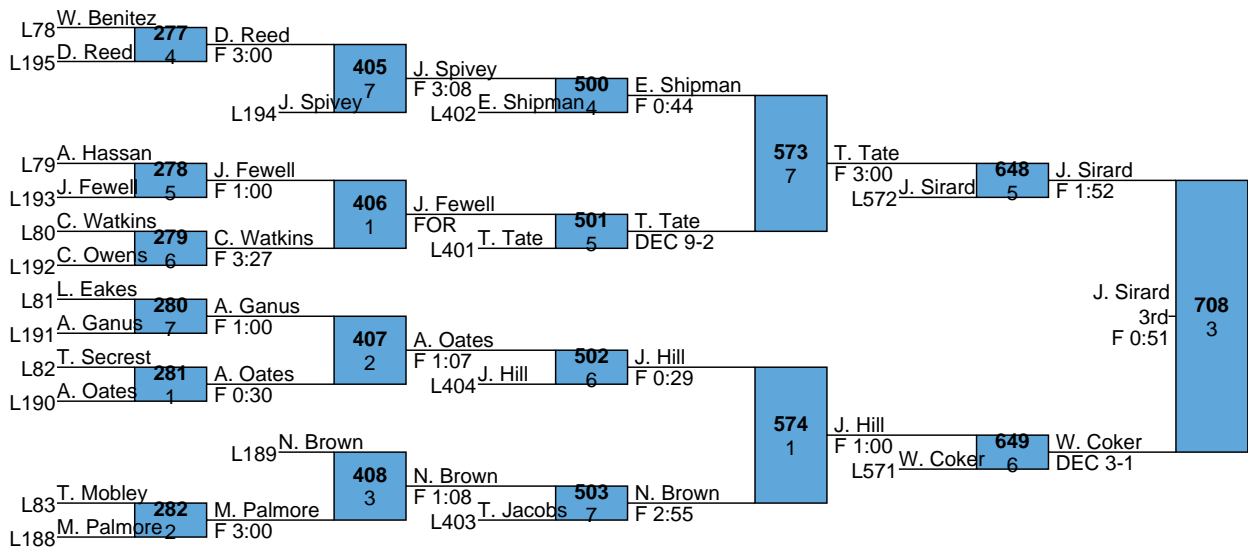 W. Benitez
L78
277
D. Reed
D. Reed
L195
4
F 3:00
405
7
J. Spivey
F 3:08
J. Spivey
L194
500
4
E. Shipman
L402
E. Shipman
F 0:44
A. Hassan
L79
278
J. Fewell
J. Fewell
L193
5
F 1:00
573
7
T. Tate
F 3:00
648
5
J. Sirard
L572
J. Sirard
F 1:52
406
1
J. Fewell
FOR
C. Watkins
L80
279
C. Watkins
C. Owens
L192
6
F 3:27
501
5
T. Tate
L401
T. Tate
DEC 9-2
L. Eakes
L81
280
A. Ganus
A. Ganus
L191
7
F 1:00
J. Sirard
3rd
F 0:51
708
3
407
2
A. Oates
F 1:07
T. Secrest
L82
281
A. Oates
A. Oates
L190
1
F 0:30
502
6
J. Hill
L404
J. Hill
F 0:29
N. Brown
L189
574
1
J. Hill
F 1:00
649
6
W. Coker
L571
W. Coker
DEC 3-1
408
3
N. Brown
F 1:08
T. Mobley
L83
282
M. Palmore
M. Palmore
L188
2
F 3:00
503
7
T. Jacobs
L403
N. Brown
F 2:55